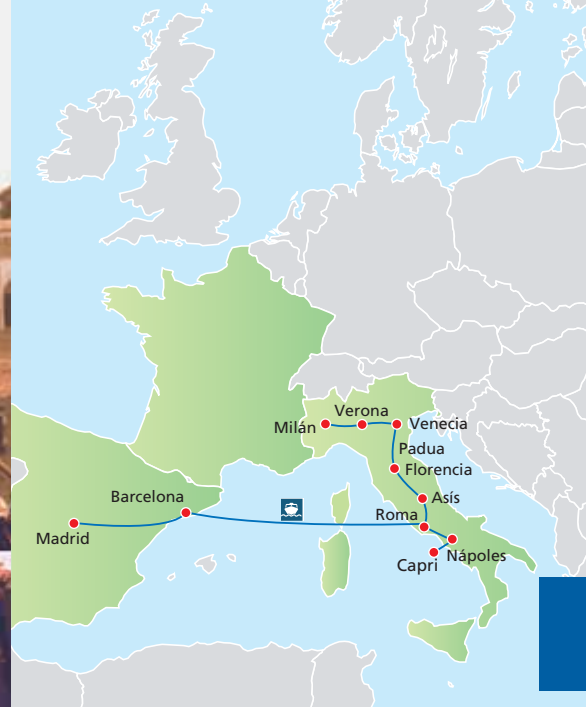 Verona
Milán
Venecia
Padua
Florencia
Barcelona
Asís
Roma
Madrid
Nápoles
Capri